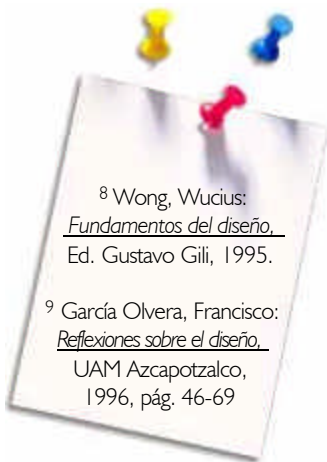 8 Wong, Wucius:
Fundamentos del diseño,
Ed. Gustavo Gili, 1995.
9 García Olvera, Francisco:
Reflexiones sobre el diseño,
UAM Azcapotzalco,
1996, pág. 46-69